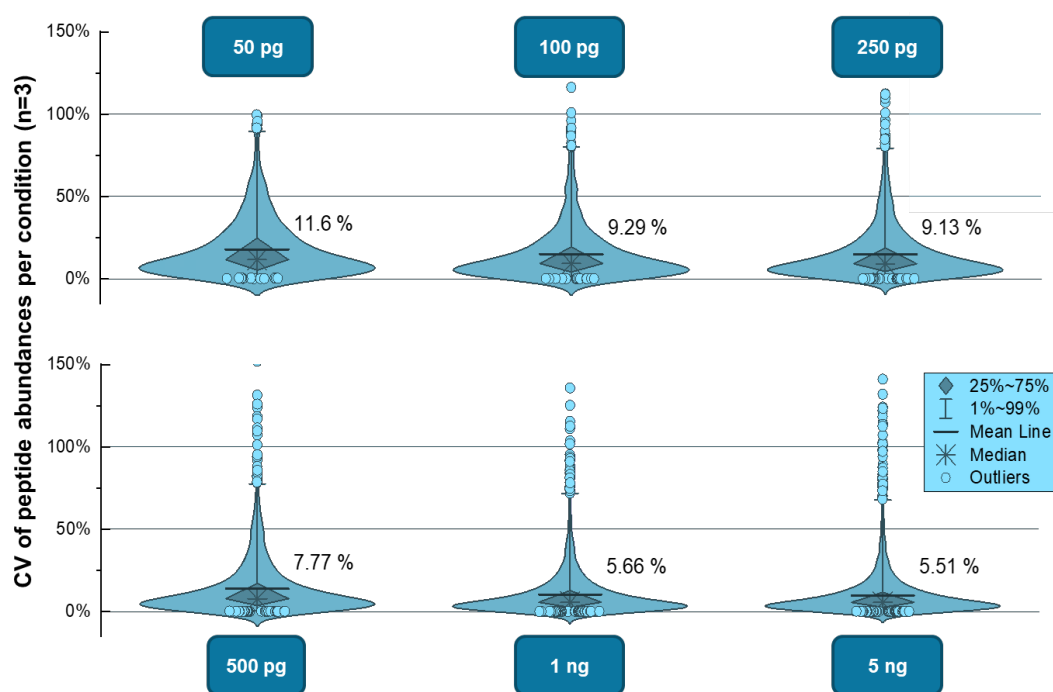 CV of peptide abundances per condition (n=3)
150%
100%
50%
0%
50 pg
100 pg
250 pg
11.6 %
9.29 %
9.13 %
150%
100%
50%
0%
7.77 %
5.66 %
5.51 %
25%~75%
1%~99%
Mean Line
Median
Outliers
500 pg
1 ng
5 ng